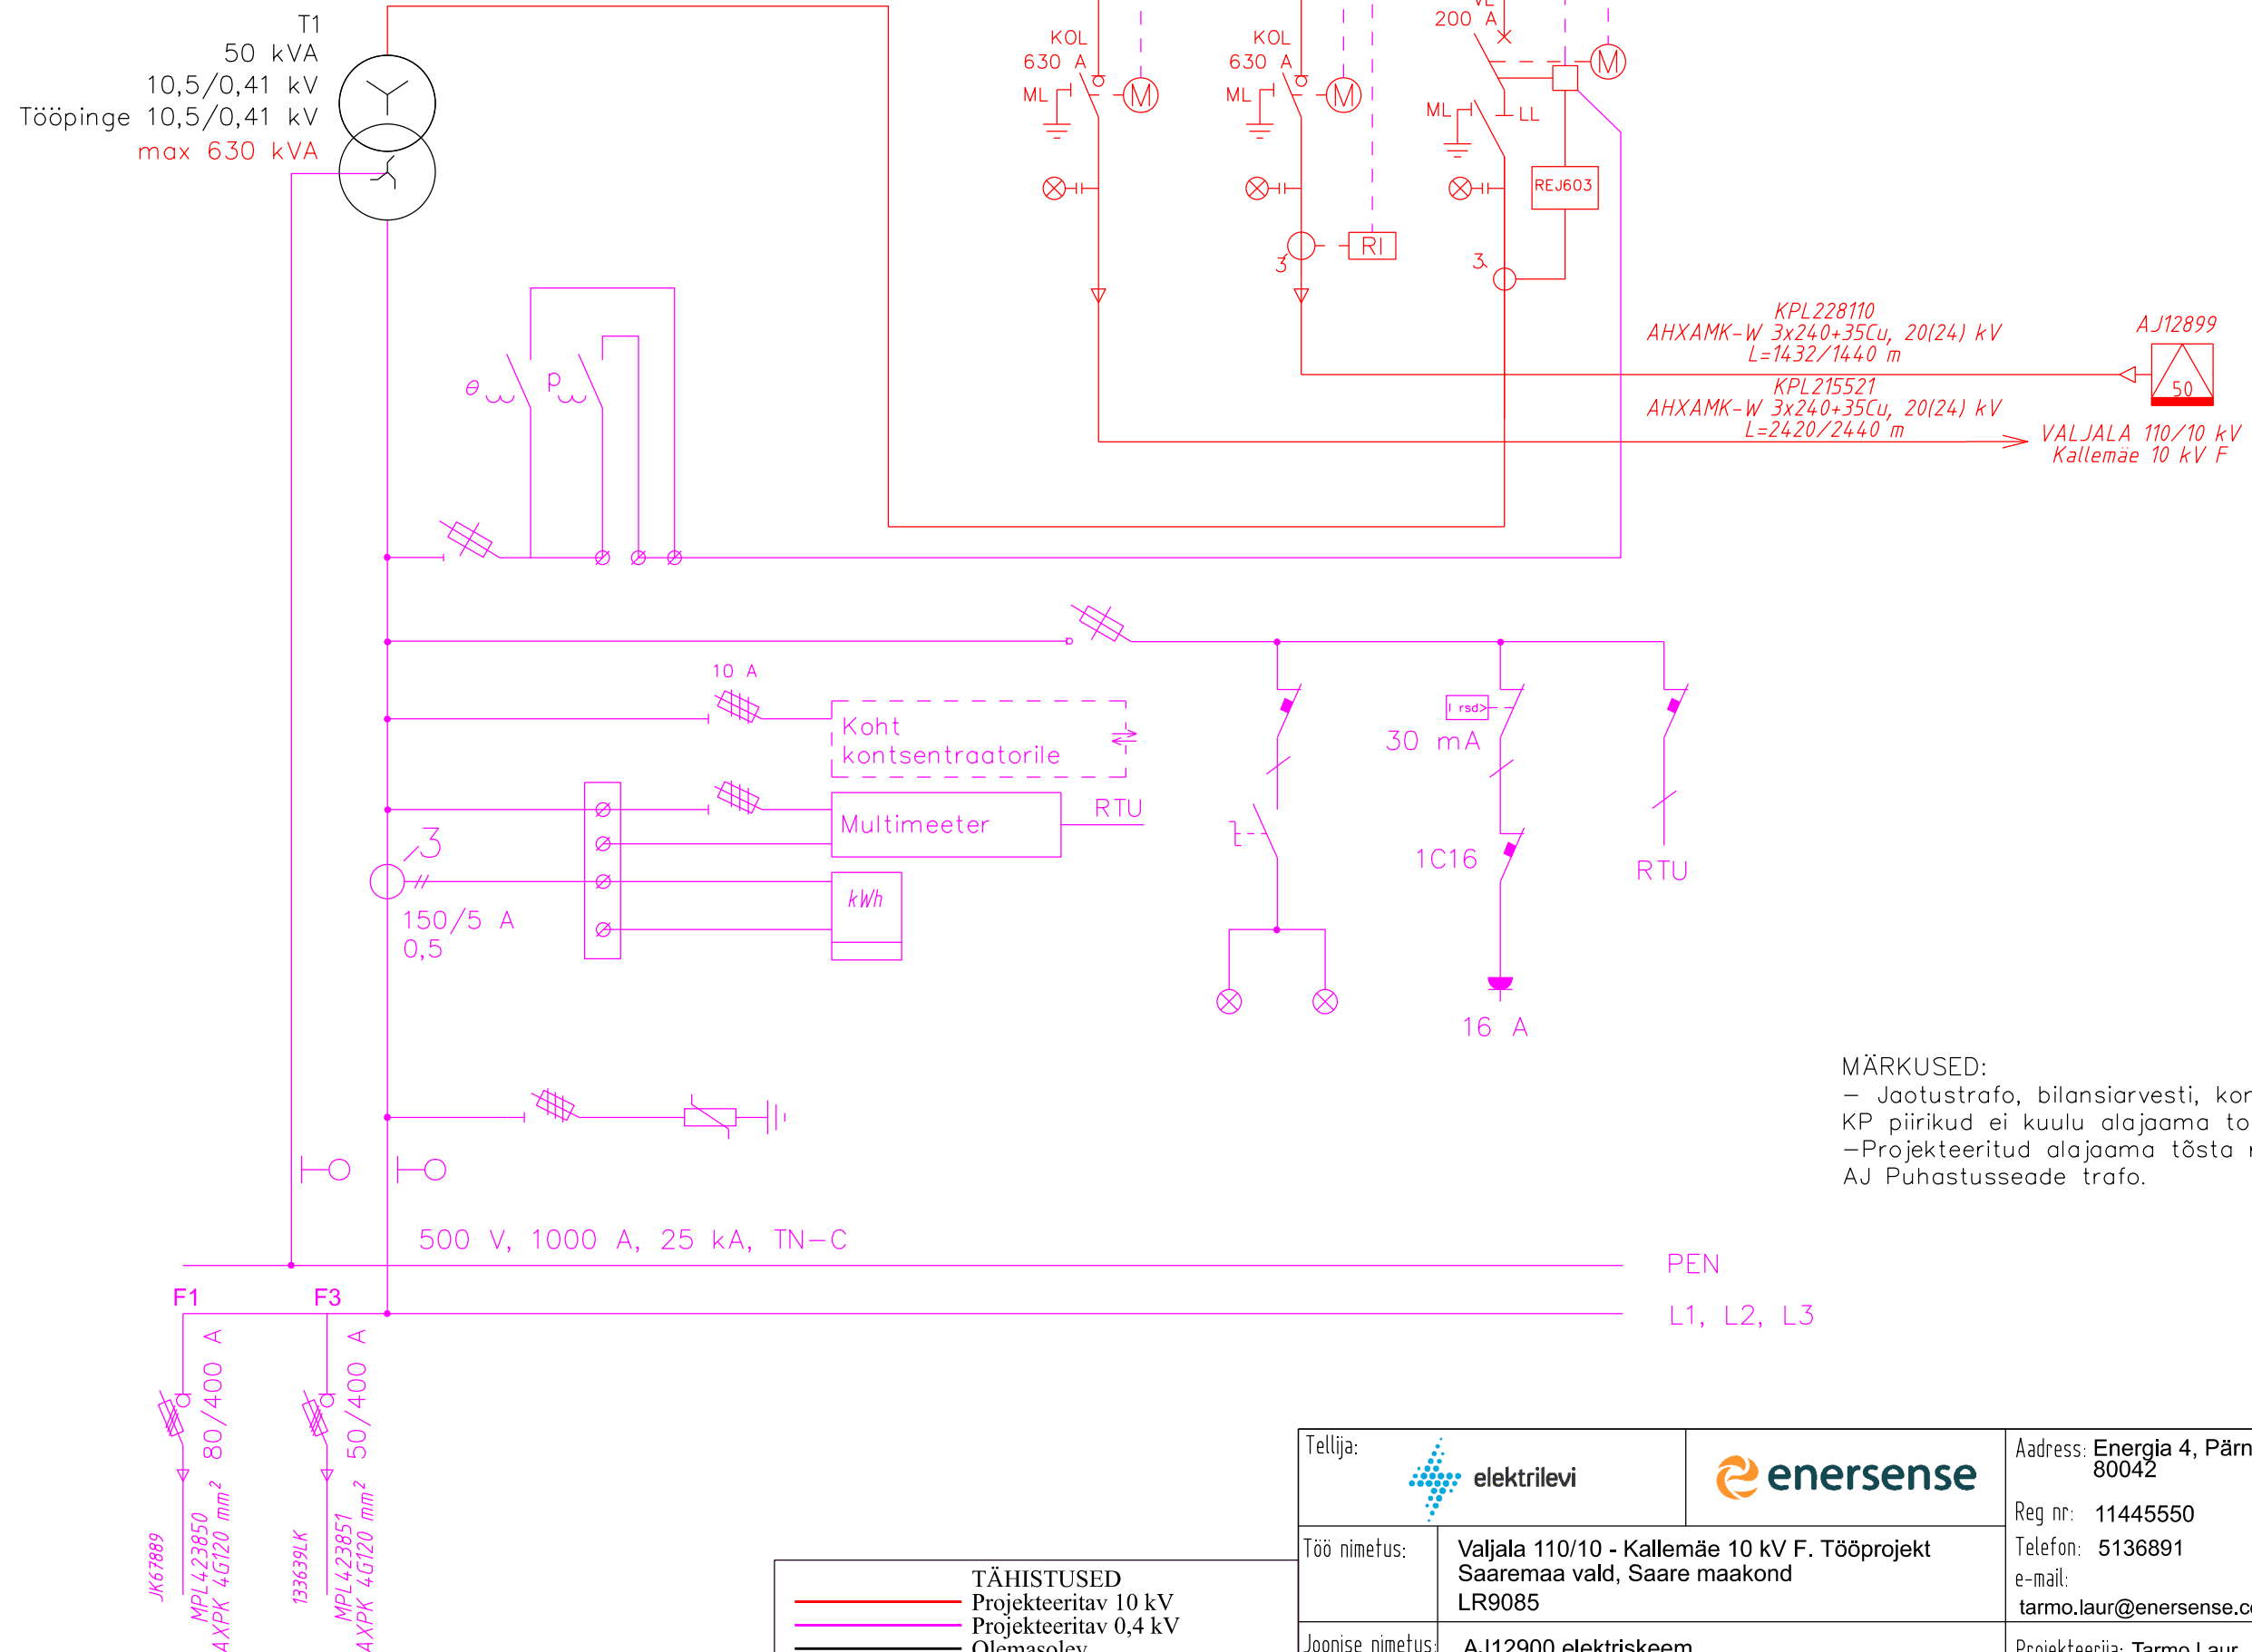 T1
50 kVA
10,5/0,41 kV
Tööpinge 10,5/0,41 kV
max 630 kVA
KOL
630 A
ML
M
KOL
630 A
ML
M
3
RI
200 A
M
ML
LL
REJ603
3
KPL228110
AHXAMK-W 3x240+35Cu, 20(24) kV
L=1432/1440 m
KPL215521
AHXAMK-W 3x240+35Cu, 20(24) kV
L=2420/2440 m
AJ12899
50
VALJALA 110/10 kV
Kallemäe 10 kV F
θ
p
10 A
Koht
kontsentraatorile
Multimeeter
RTU
3
150/5 A
0,5
kWh
I rsd>
30 mA
1C16
16 A
RTU
MÄRKUSED:
- Jaotustrafo, bilansiarvesti,
KP piirikud ei kuulu alajaama
-Projekteeritud alajaama tõsta
AJ Puhastusseade trafo.
500 V, 1000 A, 25 kA, TN-C
PEN
L1, L2, L3
F1
F3
80/400 A
JK67889
MPL423850
AXPK 4G120 mm²
50/400 A
133639LK
MPL423851
AXPK 4G120 mm²
TÄHISTUSED
Projekteeritav 10 kV
Projekteeritav 0,4 kV
Olemasolev
Tellija:
elektrilevi
enersense
Aadress: Energia 4,
80042
Reg nr: 11445550
Telefon: 5136891
e-mail:
Töö nimetus:
Valjala 110/10 - Kallemäe 10 kV F. Tööprojekt
Saaremaa vald, Saare maakond
LR9085
Joonise nimetus:
AJ12900 elektriskeem
Projekteerija: Tarmo Laur